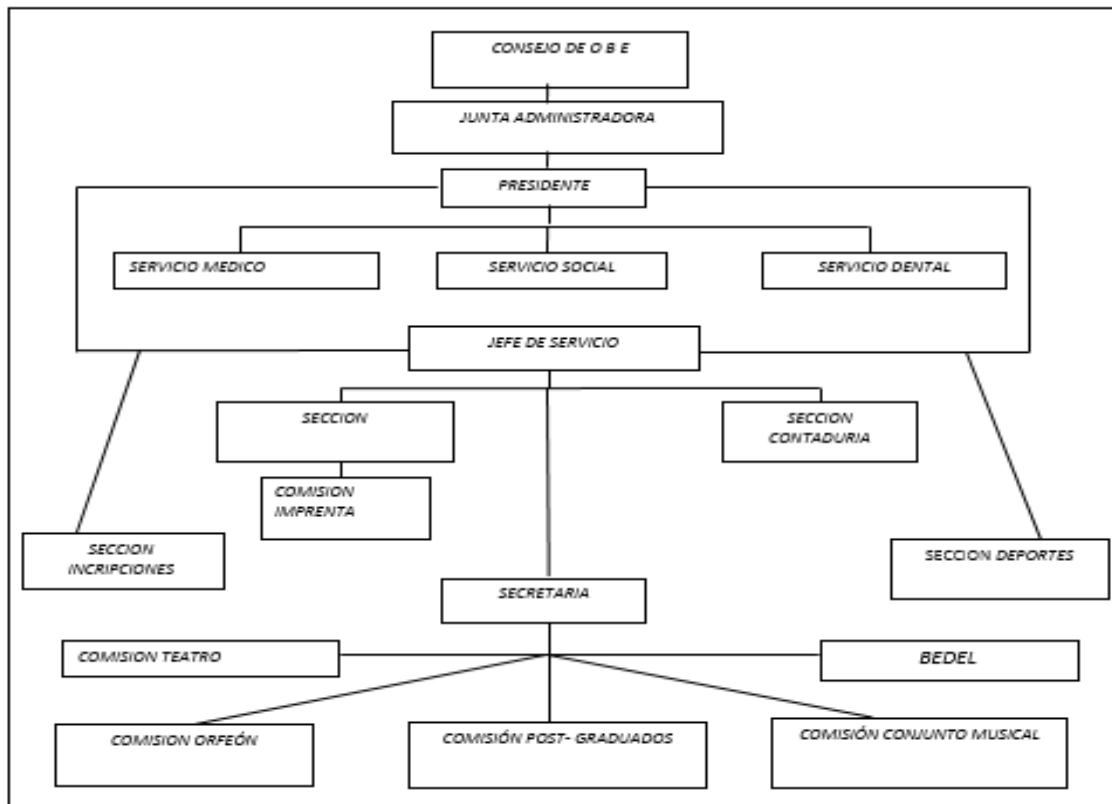 CONSEJO DE O B E
JUNTA ADMINISTRADORA
PRESIDENTE
SERVICIO MEDICO
SERVICIO SOCIAL
SERVICIO DENTAL
JEFE DE SERVICIO
SECCION
SECCION
CONTADURIA
COMISION
IMPRENTA
SECCION
INCRIPCIONES
SECCION DEPORTES
SECRETARIA
COMISION TEATRO
BEDEL
COMISION ORFEÓN
COMISIÓN POST- GRADUADOS
COMISIÓN CONJUNTO MUSICAL